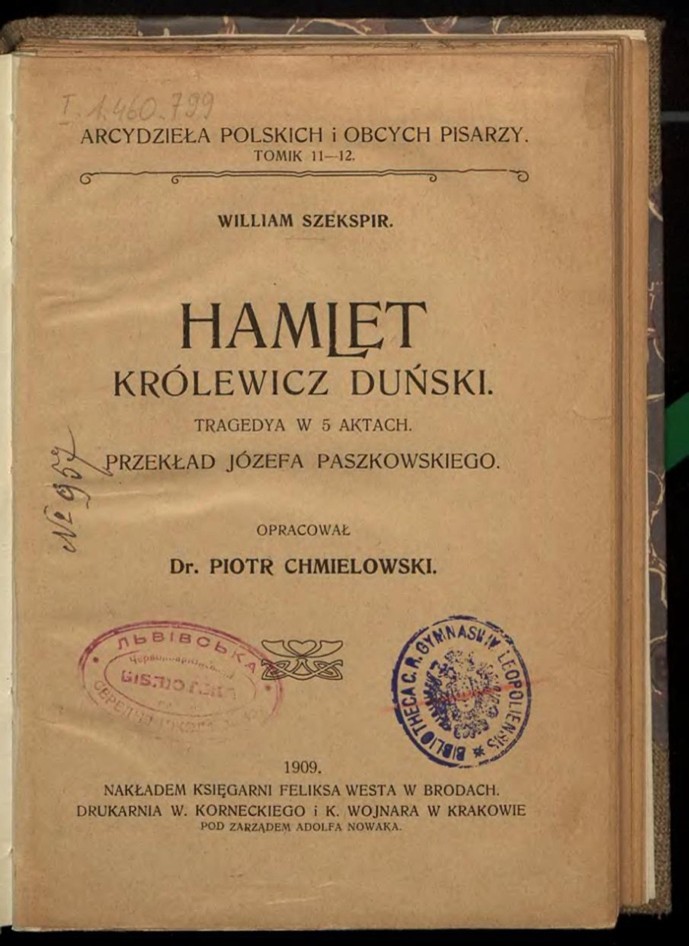 I. 1.460.799
ARCYDZIEŁA POLSKICH i OBCYCH PISARZY.
TOMIK 11—12.
WILLIAM SZEKSPIR.
HAMLET
KRÓLEWICZ DUŃSKI.
TRAGEDYA W 5 AKTACH.
PRZEKŁAD JÓZEFA PASZKOWSKIEGO.
№ 957
OPRACOWAŁ
Dr. PIOTR CHMIELOWSKI.
ЛЬВІВСЬКА
БІБЛІОТЕКА
BIBLIOTHECA C. R. GYMNASII IV LEOPOLIENSIS
1909.
NAKŁADEM KSIĘGARNI FELIKSA WESTA W BRODACH.
DRUKARNIA W. KORNECKIEGO i K. WOJNARA W KRAKOWIE
POD ZARZĄDEM ADOLFA NOWAKA.